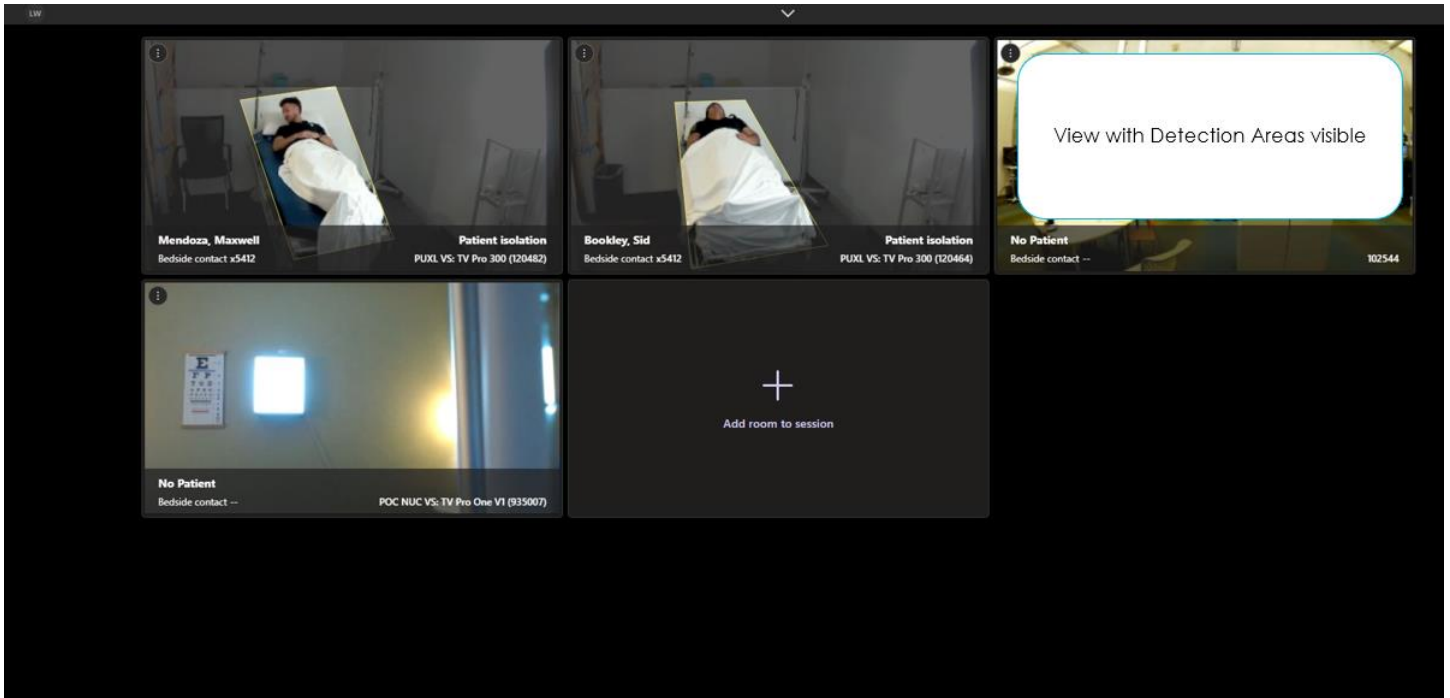 LW
Mendoza, Maxwell
Patient isolation
Bedside contact x5412
PUXL VS: TV Pro 300 (120482)
Bookley, Sid
Patient isolation
Bedside contact x5412
PUXL VS: TV Pro 300 (120464)
View with Detection Areas visible
No Patient
Bedside contact --
102544
E
F P
No Patient
Bedside contact --
POC NUC VS: TV Pro One V1 (935007)
Add room to session